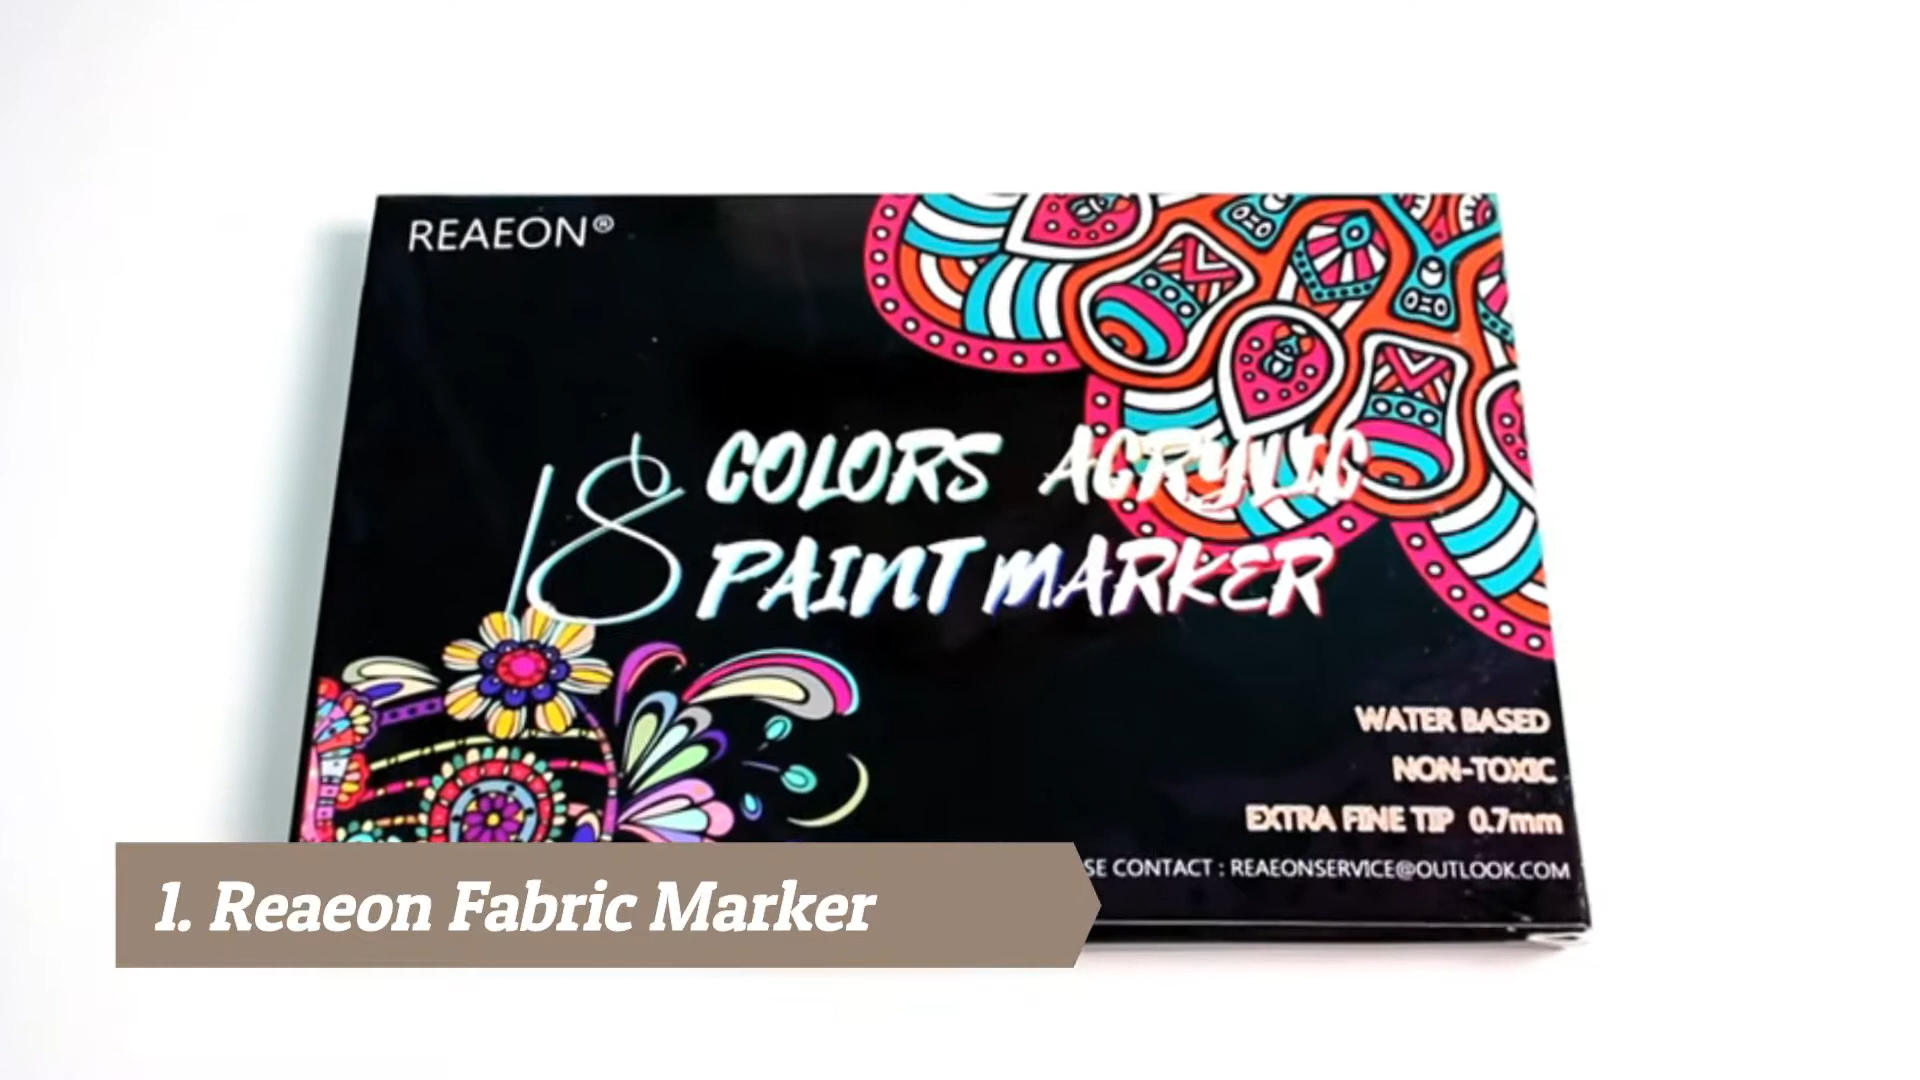 REAEON®
18 COLORS ACRYLIC
PAINT MARKER
WATER BASED
NON-TOXIC
EXTRA FINE TIP 0.7mm
CONTACT : REAEONSERVICE@OUTLOOK.COM
1. Reaeon Fabric Marker